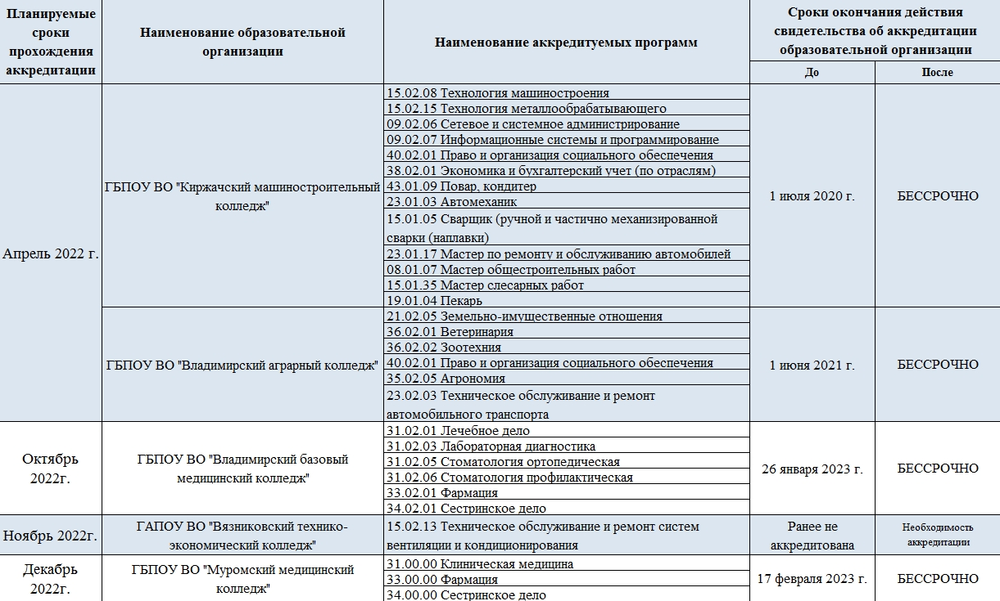 Планируемые
сроки
прохождения
аккредитации
Наименование образовательной
организации
Наименование аккредитуемых программ
Сроки окончания действия
свидетельства об аккредитации
образовательной организации
До
После
Апрель 2022 г.
ГБПОУ ВО "Киржачский машиностроительный
колледж"
15.02.08 Технология машиностроения
15.02.15 Технология металлообрабатывающего
09.02.06 Сетевое и системное администрирование
09.02.07 Информационные системы и программирование
40.02.01 Право и организация социального обеспечения
38.02.01 Экономика и бухгалтерский учет (по отраслям)
43.01.09 Повар, кондитер
23.01.03 Автомеханик
15.01.05 Сварщик (ручной и частично механизированной
сварки (наплавки)
23.01.17 Мастер по ремонту и обслуживанию автомобилей
08.01.07 Мастер общестроительных работ
15.01.35 Мастер слесарных работ
19.01.04 Пекарь
1 июля 2020 г.
БЕССРОЧНО
ГБПОУ ВО "Владимирский аграрный колледж"
21.02.05 Земельно-имущественные отношения
36.02.01 Ветеринария
36.02.02 Зоотехния
40.02.01 Право и организация социального обеспечения
35.02.05 Агрономия
23.02.03 Техническое обслуживание и ремонт
автомобильного транспорта
1 июня 2021 г.
БЕССРОЧНО
Октябрь
2022г.
ГБПОУ ВО "Владимирский базовый
медицинский колледж"
31.02.01 Лечебное дело
31.02.03 Лабораторная диагностика
31.02.05 Стоматология ортопедическая
31.02.06 Стоматология профилактическая
33.02.01 Фармация
34.02.01 Сестринское дело
26 января 2023 г.
БЕССРОЧНО
Ноябрь 2022г.
ГАПОУ ВО "Вязниковский технико-
экономический колледж"
15.02.13 Техническое обслуживание и ремонт систем
вентиляции и кондиционирования
Ранее не
аккредитована
Необходимость
аккредитации
Декабрь
2022г.
ГБПОУ ВО "Муромский медицинский
колледж"
31.00.00 Клиническая медицина
33.00.00 Фармация
34.00.00 Сестринское дело
17 февраля 2023 г.
БЕССРОЧНО